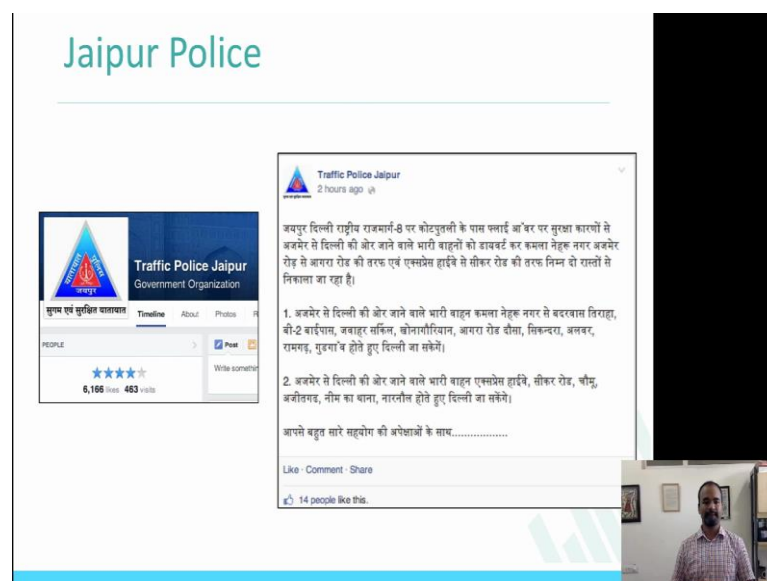 Jaipur Police
यातायात पुलिस
जयपुर
सुगम एवं सुरक्षित यातायात
Traffic Police Jaipur
Government Organization
Timeline About Photos
PEOPLE
6,166 likes 463 visits
Post
Write somethin
Traffic Police Jaipur
2 hours ago
जयपुर दिल्ली राष्ट्रीय राजमार्ग-8 पर कोटपुतली के पास फ्लाई ऑवर पर सुरक्षा कारणों से
अजमेर से दिल्ली की ओर जाने वाले भारी वाहनों को डायवर्ट कर कमला नेहरू नगर अजमेर
रोड़ से आगरा रोड की तरफ एवं एक्सप्रेस हाईवे से सीकर रोड की तरफ निम्न दो रास्तों से
निकाला जा रहा है।
1. अजमेर से दिल्ली की ओर जाने वाले भारी वाहन कमला नेहरू नगर से बदरवास तिराहा,
बी-2 बाईपास, जवाहर सर्किल, खोनागौरियान, आगरा रोड दौसा, सिकन्दरा, अलवर,
रामगढ़, गुडगा'व होते हुए दिल्ली जा सकेगें।
2. अजमेर से दिल्ली की ओर जाने वाले भारी वाहन एक्सप्रेस हाईवे, सीकर रोड, चौमू,
अजीतगढ, नीम का थाना, नारनौल होते हुए दिल्ली जा सकेंगे।
आपसे बहुत सारे सहयोग की अपेक्षाओं के साथ..................
Like · Comment · Share
14 people like this.